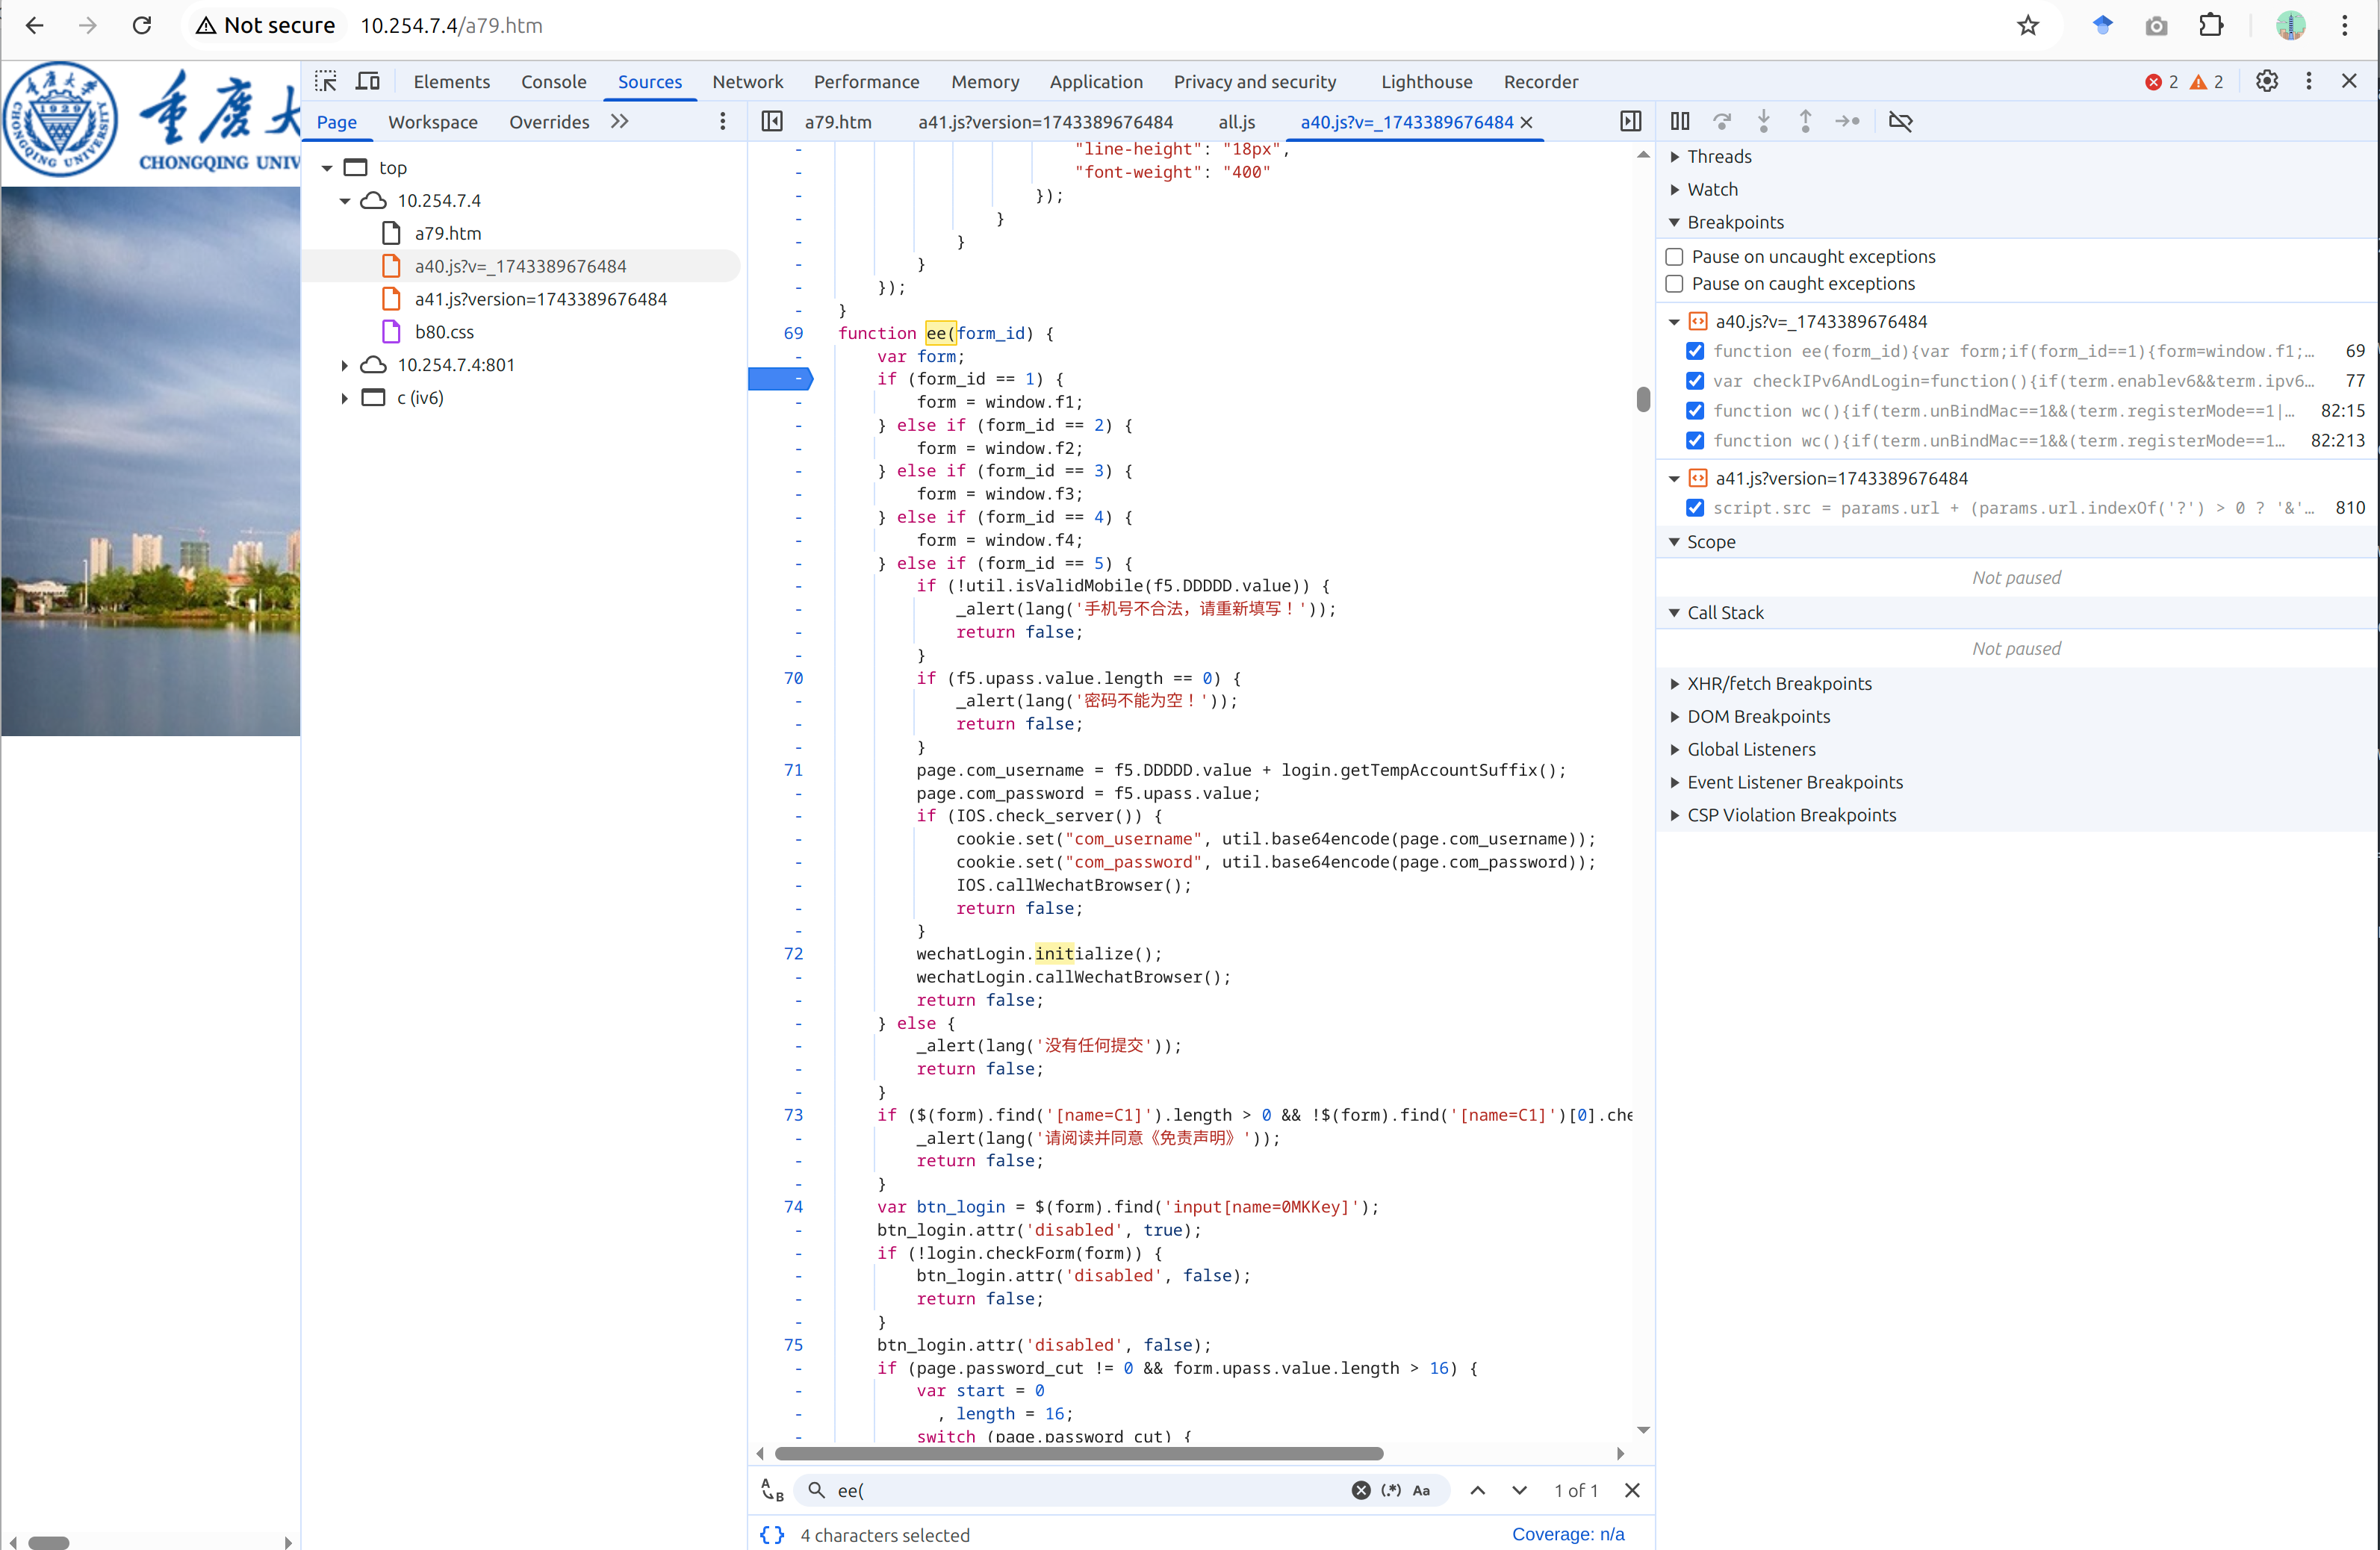 Not secure 10.254.7.4/a79.htm
重庆大
CHONGQING UNIV
CHONGQING UNIVERSITY
1929
Elements Console Sources Network Performance Memory Application Privacy and security Lighthouse Recorder 2 2
Page Workspace Overrides
top
10.254.7.4
a79.htm
a40.js?v=_1743389676484
a41.js?version=1743389676484
b80.css
10.254.7.4:801
c (iv6)
a79.htm a41.js?version=1743389676484 all.js a40.js?v=_1743389676484
- "line-height": "18px",
- "font-weight": "400"
- });
- }
- }
- }
- });
- }
69 function ee(form_id) {
- var form;
- if (form_id == 1) {
- form = window.f1;
- } else if (form_id == 2) {
- form = window.f2;
- } else if (form_id == 3) {
- form = window.f3;
- } else if (form_id == 4) {
- form = window.f4;
- } else if (form_id == 5) {
- if (!util.isValidMobile(f5.DDDDD.value)) {
- _alert(lang('手机号不合法，请重新填写！'));
- return false;
- }
70 if (f5.upass.value.length == 0) {
- _alert(lang('密码不能为空！'));
- return false;
- }
71 page.com_username = f5.DDDDD.value + login.getTempAccountSuffix();
- page.com_password = f5.upass.value;
- if (IOS.check_server()) {
- cookie.set("com_username", util.base64encode(page.com_username));
- cookie.set("com_password", util.base64encode(page.com_password));
- IOS.callWechatBrowser();
- return false;
- }
72 wechatLogin.initialize();
- wechatLogin.callWechatBrowser();
- return false;
- } else {
- _alert(lang('没有任何提交'));
- return false;
- }
73 if ($(form).find('[name=C1]').length > 0 && !$(form).find('[name=C1]')[0].che
- _alert(lang('请阅读并同意《免责声明》'));
- return false;
- }
74 var btn_login = $(form).find('input[name=0MKKey]');
- btn_login.attr('disabled', true);
- if (!login.checkForm(form)) {
- btn_login.attr('disabled', false);
- return false;
- }
75 btn_login.attr('disabled', false);
- if (page.password_cut != 0 && form.upass.value.length > 16) {
- var start = 0
- , length = 16;
- switch (page.password_cut) {
A B ee( (.*) Aa 1 of 1
{ } 4 characters selected Coverage: n/a
Threads
Watch
Breakpoints
Pause on uncaught exceptions
Pause on caught exceptions
a40.js?v=_1743389676484
function ee(form_id){var form;if(form_id==1){form=window.f1;… 69
var checkIPv6AndLogin=function(){if(term.enablev6&&term.ipv6… 77
function wc(){if(term.unBindMac==1&&(term.registerMode==1|… 82:15
function wc(){if(term.unBindMac==1&&(term.registerMode==1… 82:213
a41.js?version=1743389676484
script.src = params.url + (params.url.indexOf('?') > 0 ? '&'… 810
Scope
Not paused
Call Stack
Not paused
XHR/fetch Breakpoints
DOM Breakpoints
Global Listeners
Event Listener Breakpoints
CSP Violation Breakpoints